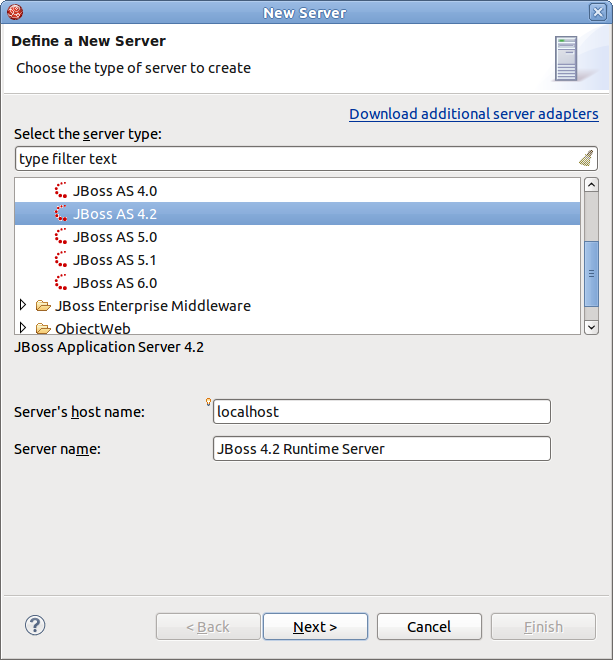 New Server
Define a New Server
Choose the type of server to create
Download additional server adapters
Select the server type:
type filter text
JBoss AS 4.0
JBoss AS 4.2
JBoss AS 5.0
JBoss AS 5.1
JBoss AS 6.0
JBoss Enterprise Middleware
ObjectWeb
JBoss Application Server 4.2
Server's host name: localhost
Server name: JBoss 4.2 Runtime Server
? < Back Next > Cancel Finish